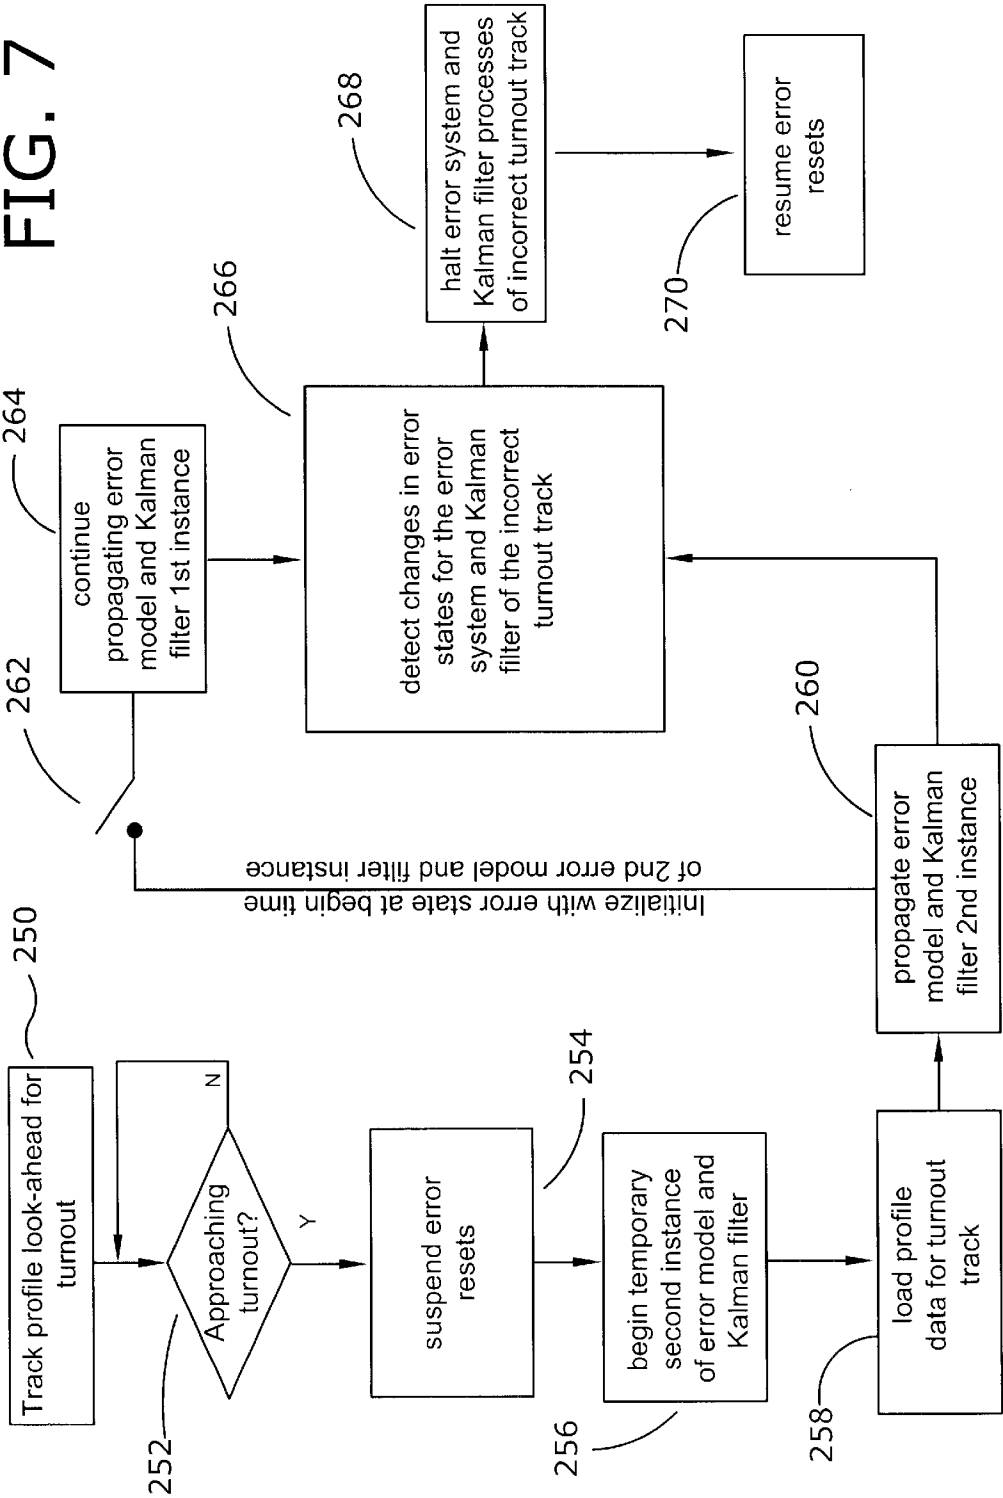 FIG. 7
250
Track profile look-ahead for
turnout
252
Approaching
turnout?
N
Y
254
suspend error
resets
256
begin temporary
second instance
of error model and
Kalman filter
258
load profile
data for turnout
track
260
propagate error
model and Kalman
filter 2nd instance
Initialize with error state at begin time
of 2nd error model and filter instance
262
264
continue
propagating error
model and Kalman
filter 1st instance
266
detect changes in error
states for the error
system and Kalman
filter of the incorrect
turnout track
268
halt error system and
Kalman filter processes
of incorrect turnout track
270
resume error
resets